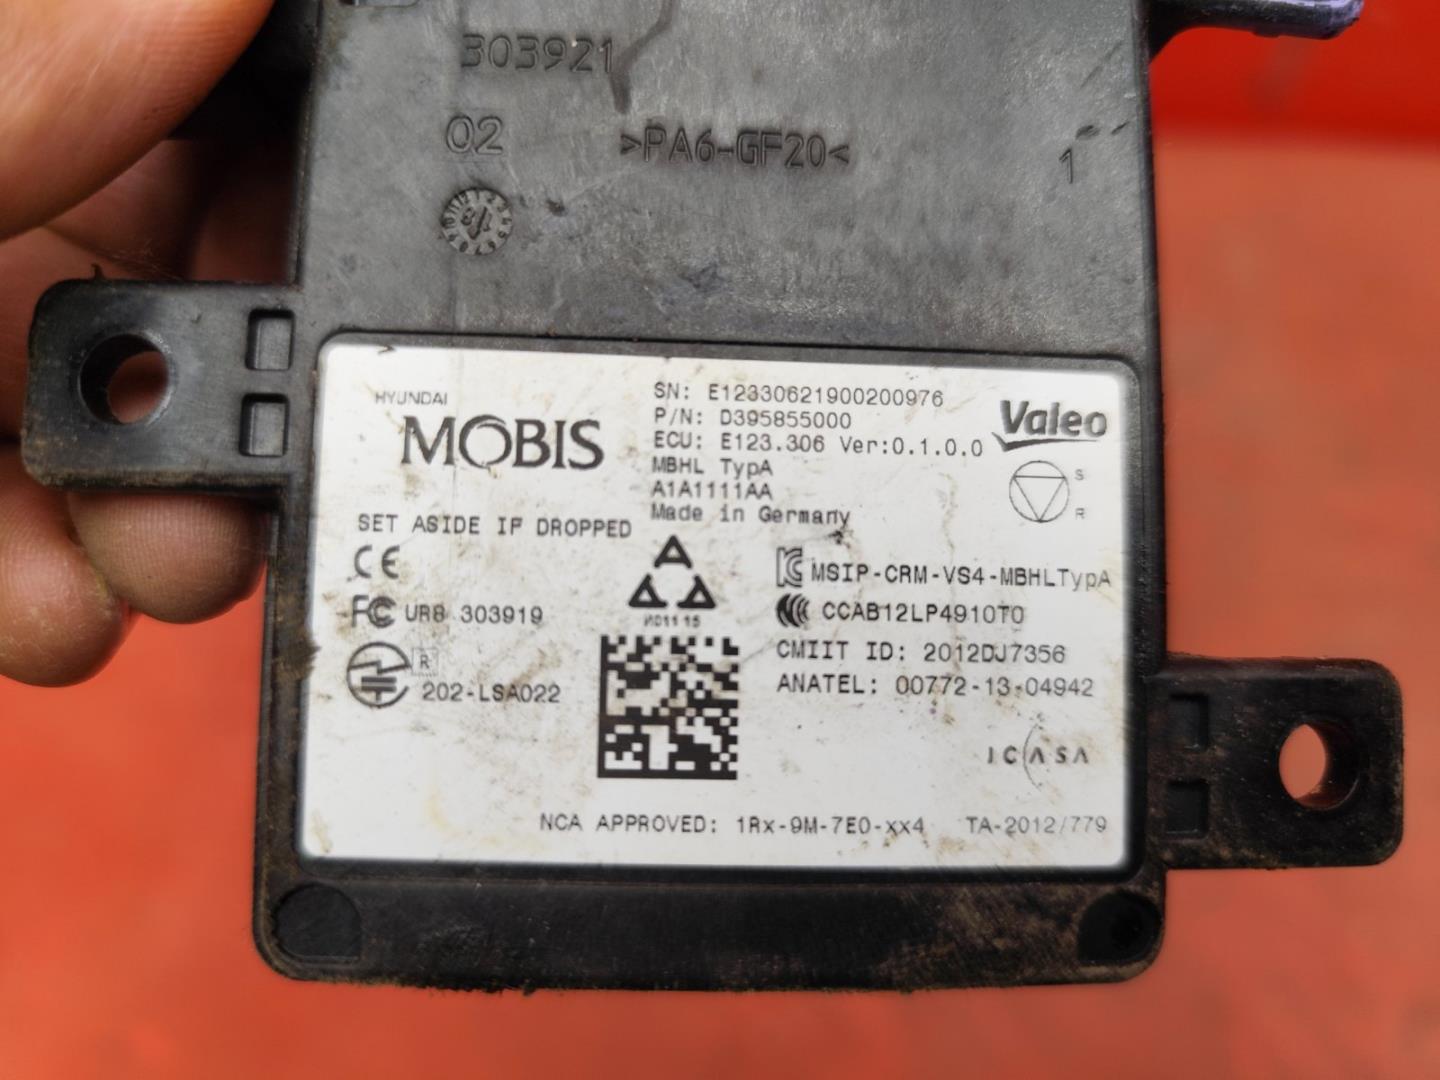 303921
02
>PA6-GF20<
1
HYUNDAI
MOBIS
SN: E12330621900200976
P/N: D395855000
ECU: E123.306 Ver:0.1.0.0
MBHL TypA
A1A1111AA
Made in Germany
Valeo
S
R
SET ASIDE IF DROPPED
CE
FC UR8 303919
R
202-LSA022
MSIP-CRM-VS4-MBHLTypA
CCAB12LP4910T0
CMIIT ID: 2012DJ7356
ANATEL: 00772-13-04942
ICASA
NCA APPROVED: 1Rx-9M-7E0-xx4 TA-2012/779